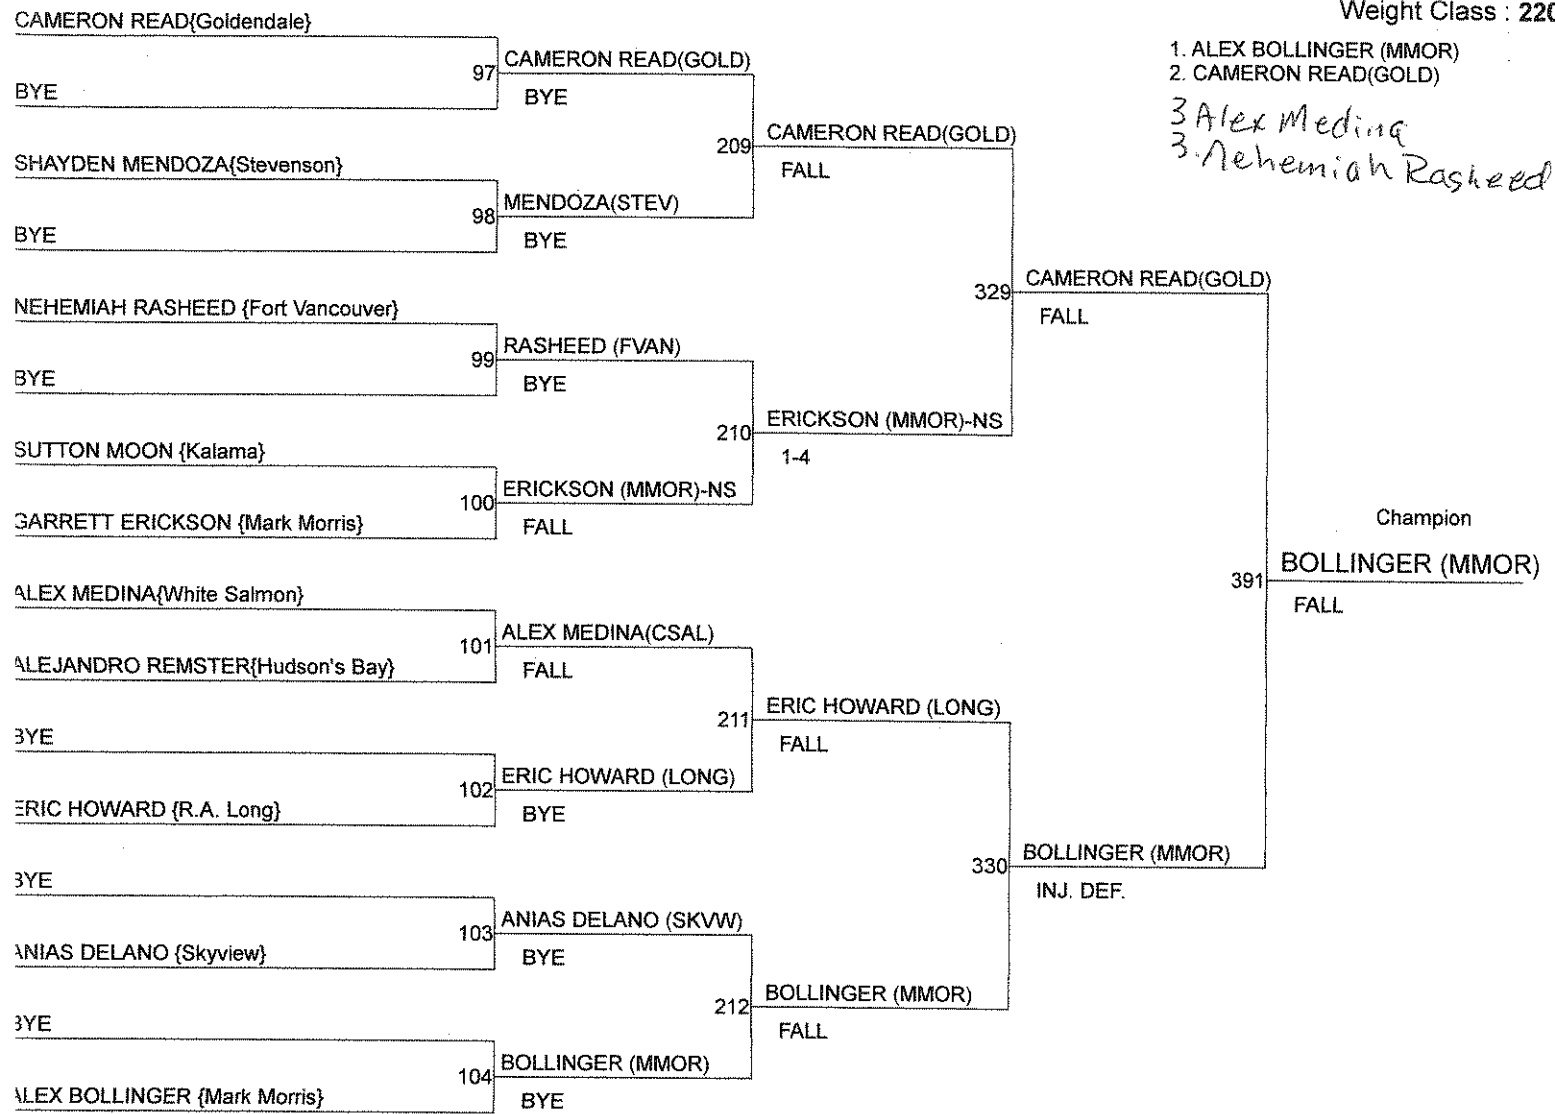 CAMERON READ{Goldendale}
BYE
SHAYDEN MENDOZA{Stevenson}
BYE
NEHEMIAH RASHEED {Fort Vancouver}
BYE
SUTTON MOON {Kalama}
GARRETT ERICKSON {Mark Morris}
ALEX MEDINA{White Salmon}
ALEJANDRO REMSTER{Hudson's Bay}
BYE
ERIC HOWARD {R.A. Long}
BYE
ANIAS DELANO {Skyview}
BYE
ALEX BOLLINGER {Mark Morris}
97
CAMERON READ(GOLD)
BYE
98
MENDOZA(STEV)
BYE
99
RASHEED (FVAN)
BYE
100
ERICKSON (MMOR)-NS
FALL
101
ALEX MEDINA(CSAL)
FALL
102
ERIC HOWARD (LONG)
BYE
103
ANIAS DELANO (SKVW)
BYE
104
BOLLINGER (MMOR)
BYE
209
CAMERON READ(GOLD)
FALL
210
ERICKSON (MMOR)-NS
1-4
211
ERIC HOWARD (LONG)
FALL
212
BOLLINGER (MMOR)
FALL
329
CAMERON READ(GOLD)
FALL
330
BOLLINGER (MMOR)
INJ. DEF.
391
Champion
BOLLINGER (MMOR)
FALL
Weight Class : 220
1. ALEX BOLLINGER (MMOR)
2. CAMERON READ(GOLD)
3 Alex Medina
3. Nehemiah Rasheed